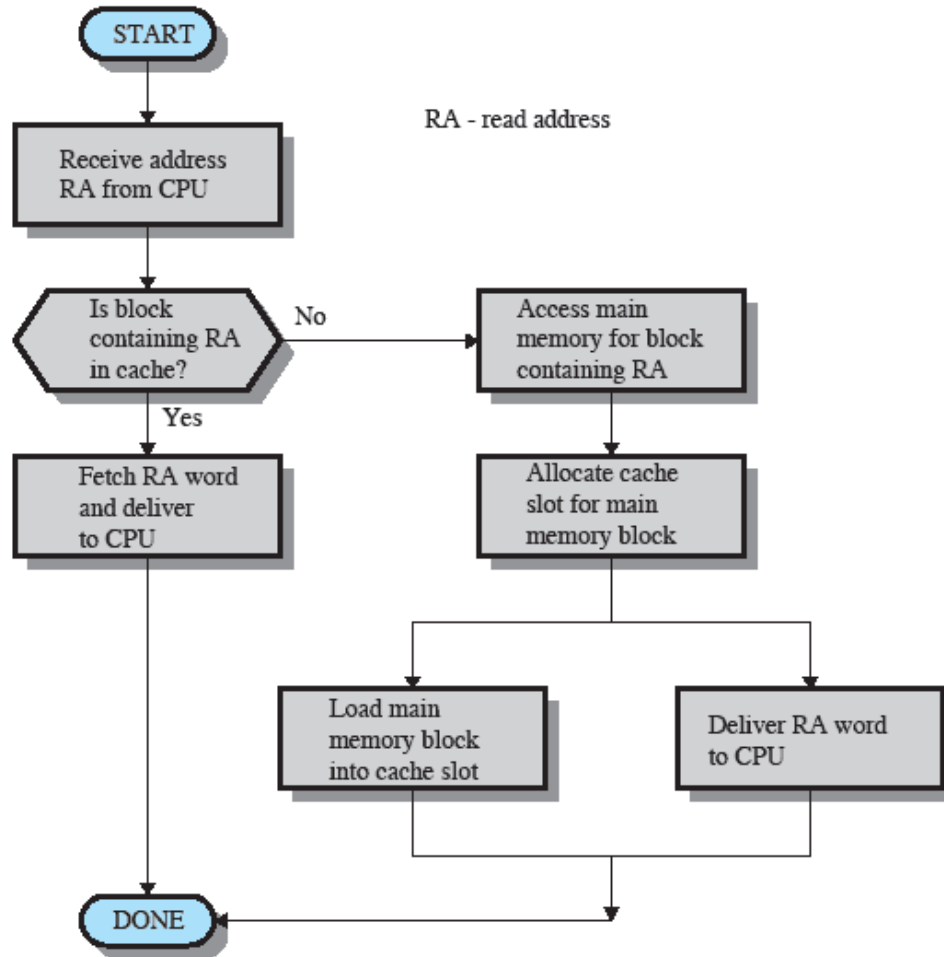 START
RA - read address
Receive address
RA from CPU
Is block
containing RA
in cache?
No
Access main
memory for block
containing RA
Yes
Fetch RA word
and deliver
to CPU
Allocate cache
slot for main
memory block
Load main
memory block
into cache slot
Deliver RA word
to CPU
DONE